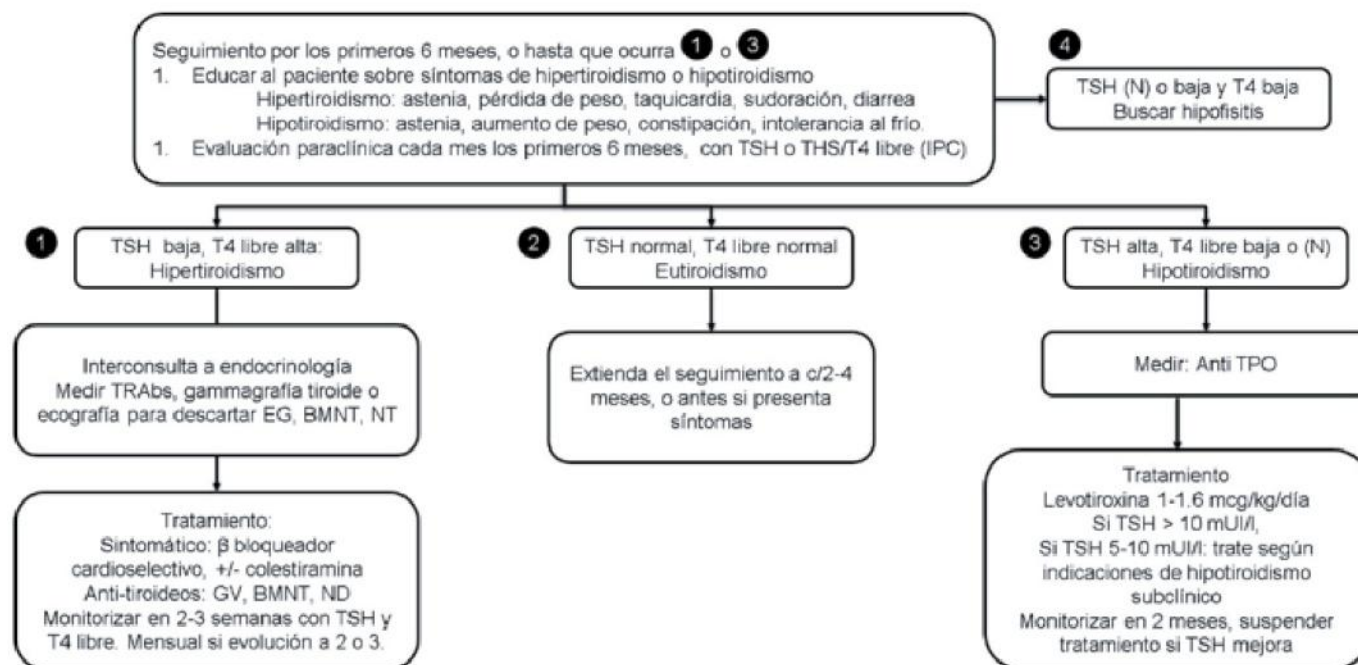 Seguimiento por los primeros 6 meses, o hasta que ocurra 1 o 3
1. Educar al paciente sobre síntomas de hipertiroidismo o hipotiroidismo
Hipertiroidismo: astenia, pérdida de peso, taquicardia, sudoración, diarrea
Hipotiroidismo: astenia, aumento de peso, constipación, intolerancia al frío.
1. Evaluación paraclínica cada mes los primeros 6 meses, con TSH o THS/T4 libre (IPC)
4
TSH (N) o baja y T4 baja
Buscar hipofisitis
1
TSH baja, T4 libre alta:
Hipertiroidismo
Interconsulta a endocrinología
Medir TRAbs, gammagrafía tiroide o
ecografía para descartar EG, BMNT, NT
Tratamiento:
Sintomático: β bloqueador
cardioselectivo, +/- colestiramina
Anti-tiroideos: GV, BMNT, ND
Monitorizar en 2-3 semanas con TSH y
T4 libre. Mensual si evolución a 2 o 3.
2
TSH normal, T4 libre normal
Eutiroidismo
Extienda el seguimiento a c/2-4
meses, o antes si presenta
síntomas
3
TSH alta, T4 libre baja o (N)
Hipotiroidismo
Medir: Anti TPO
Tratamiento
Levotiroxina 1-1.6 mcg/kg/día
Si TSH > 10 mUI/l,
Si TSH 5-10 mUI/l: trate según
indicaciones de hipotiroidismo
subclínico
Monitorizar en 2 meses, suspender
tratamiento si TSH mejora